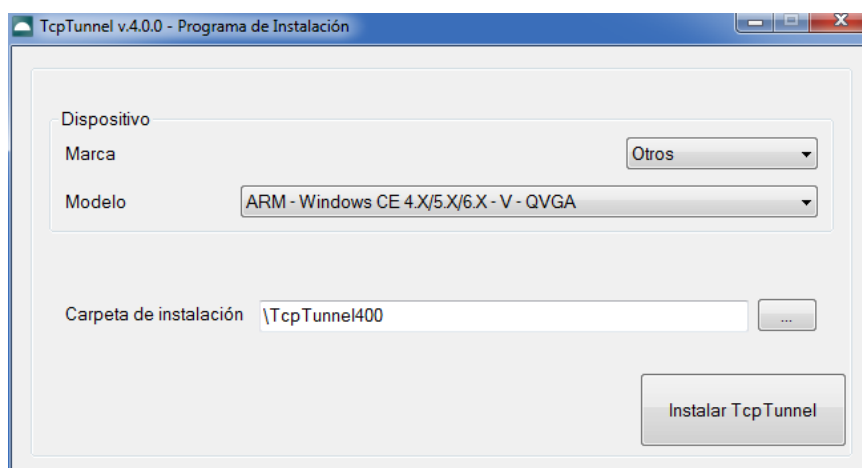 TcpTunnel v.4.0.0 - Programa de Instalación
Dispositivo
Marca
Otros
Modelo
ARM - Windows CE 4.X/5.X/6.X - V - QVGA
Carpeta de instalación
\TcpTunnel400
...
Instalar TcpTunnel